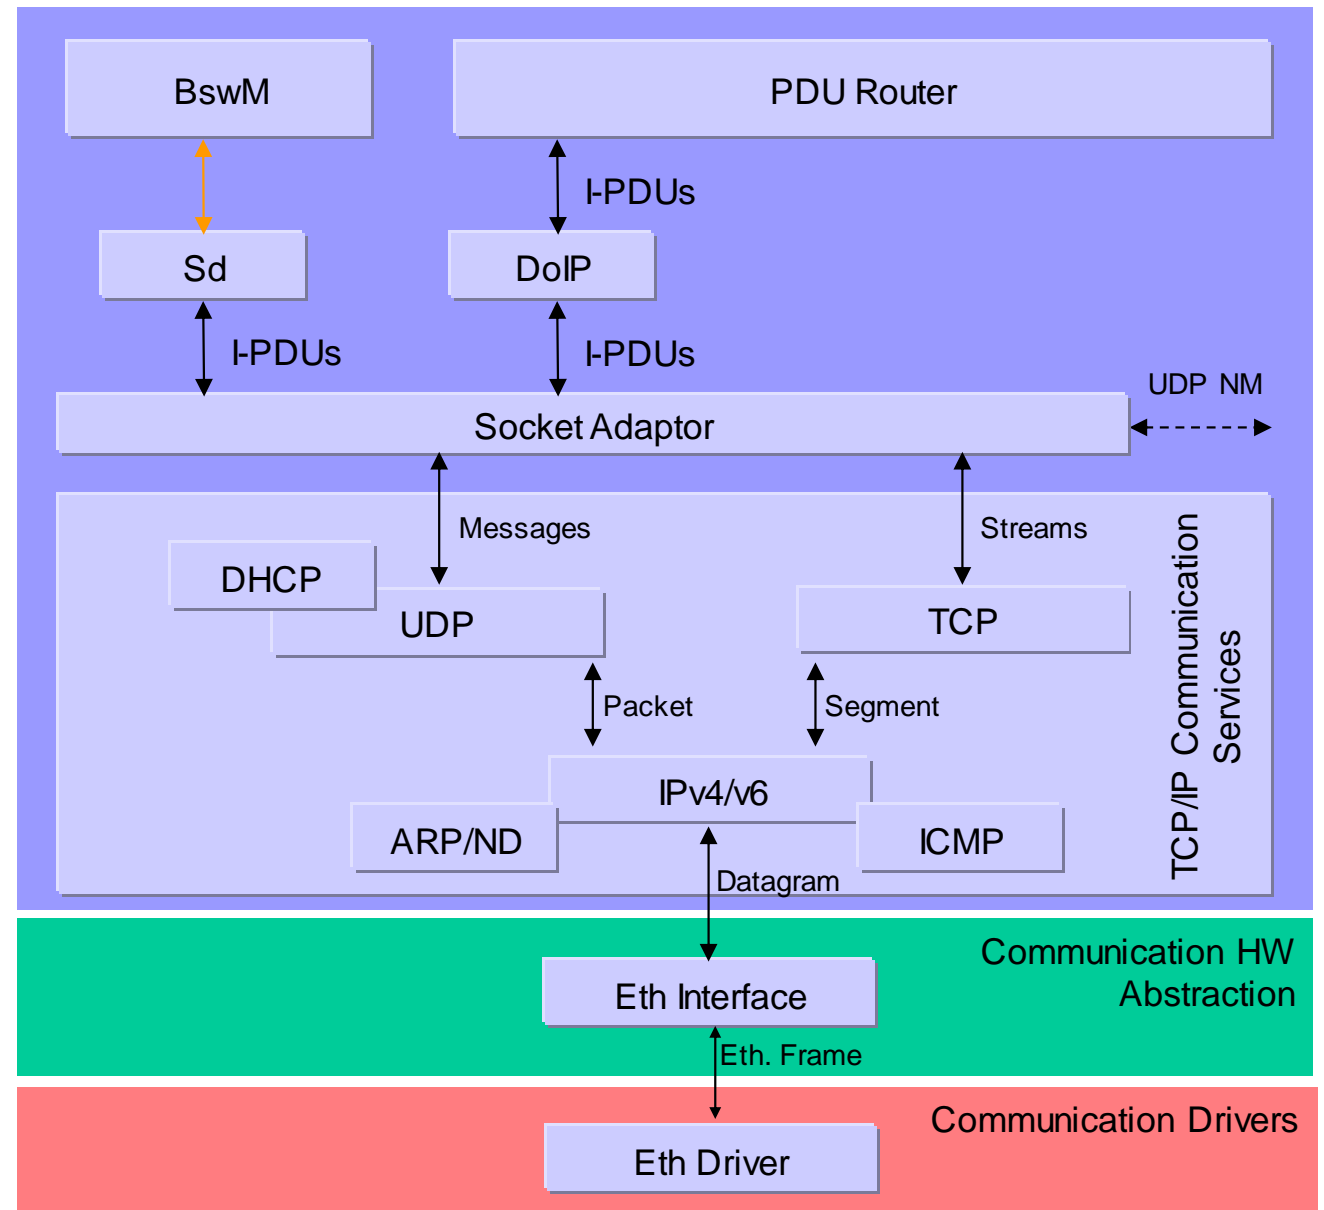 BswM
PDU Router
I-PDUs
Sd
DoIP
I-PDUs
I-PDUs
UDP NM
Socket Adaptor
Messages
Streams
DHCP
UDP
TCP
Packet
Segment
TCP/IP Communication
Services
IPv4/v6
ARP/ND
ICMP
Datagram
Communication HW
Abstraction
Eth Interface
Eth. Frame
Communication Drivers
Eth Driver